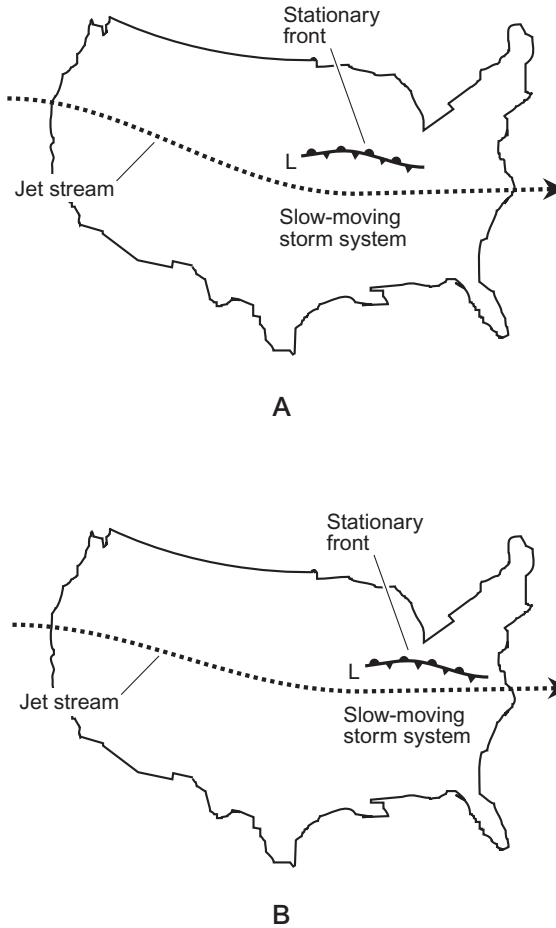 Stationary
front
L
Jet stream
Slow-moving
storm system
A
Stationary
front
L
Jet stream
Slow-moving
storm system
B